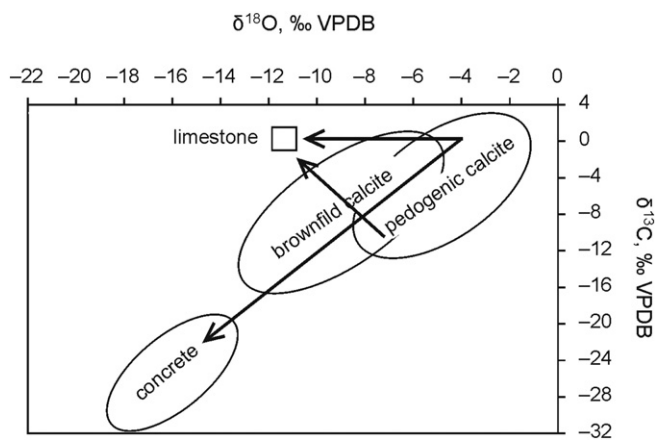 δ18O, ‰ VPDB
–22 –20 –18 –16 –14 –12 –10 –8 –6 –4 –2 0
4
limestone
0
–4
brownfild calcite
pedogenic calcite
–8
–12
–16
–20
concrete
–24
–28
–32
δ13C, ‰ VPDB